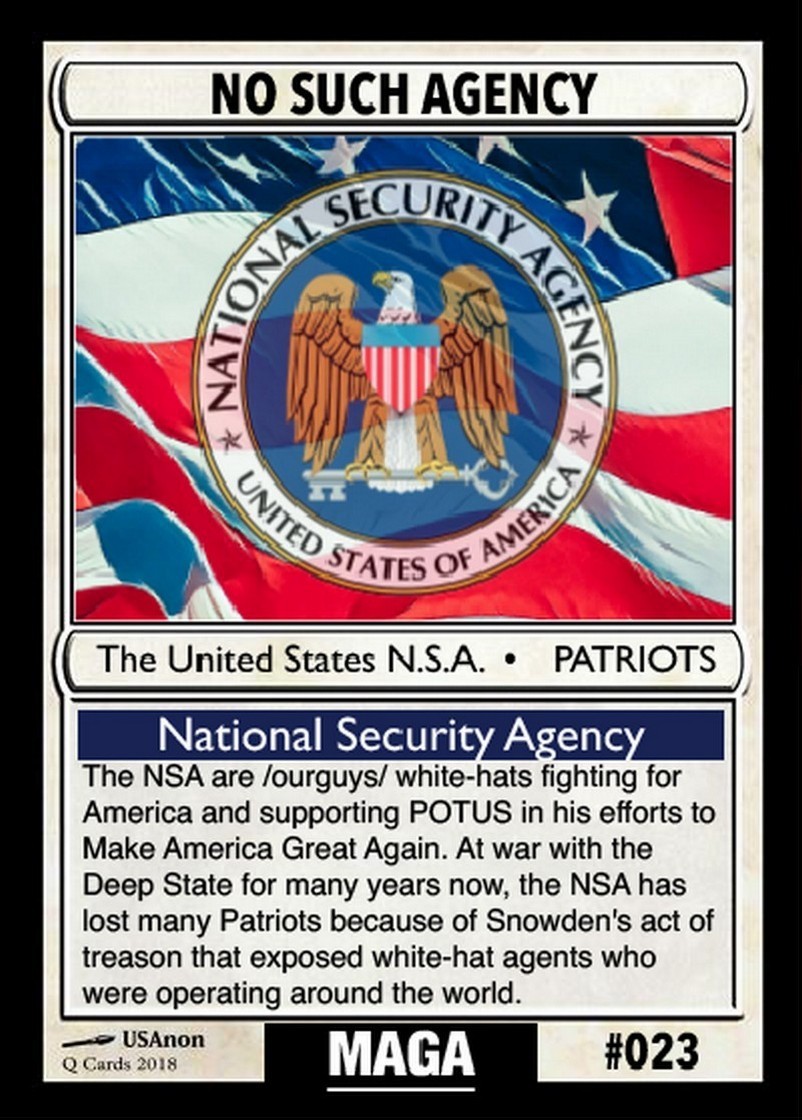 NO SUCH AGENCY
NATIONAL SECURITY AGENCY
UNITED STATES OF AMERICA
The United States N.S.A. • PATRIOTS
National Security Agency
The NSA are /ourguys/ white-hats fighting for
America and supporting POTUS in his efforts to
Make America Great Again. At war with the
Deep State for many years now, the NSA has
lost many Patriots because of Snowden's act of
treason that exposed white-hat agents who
were operating around the world.
USAnon
Q Cards 2018
MAGA
#023